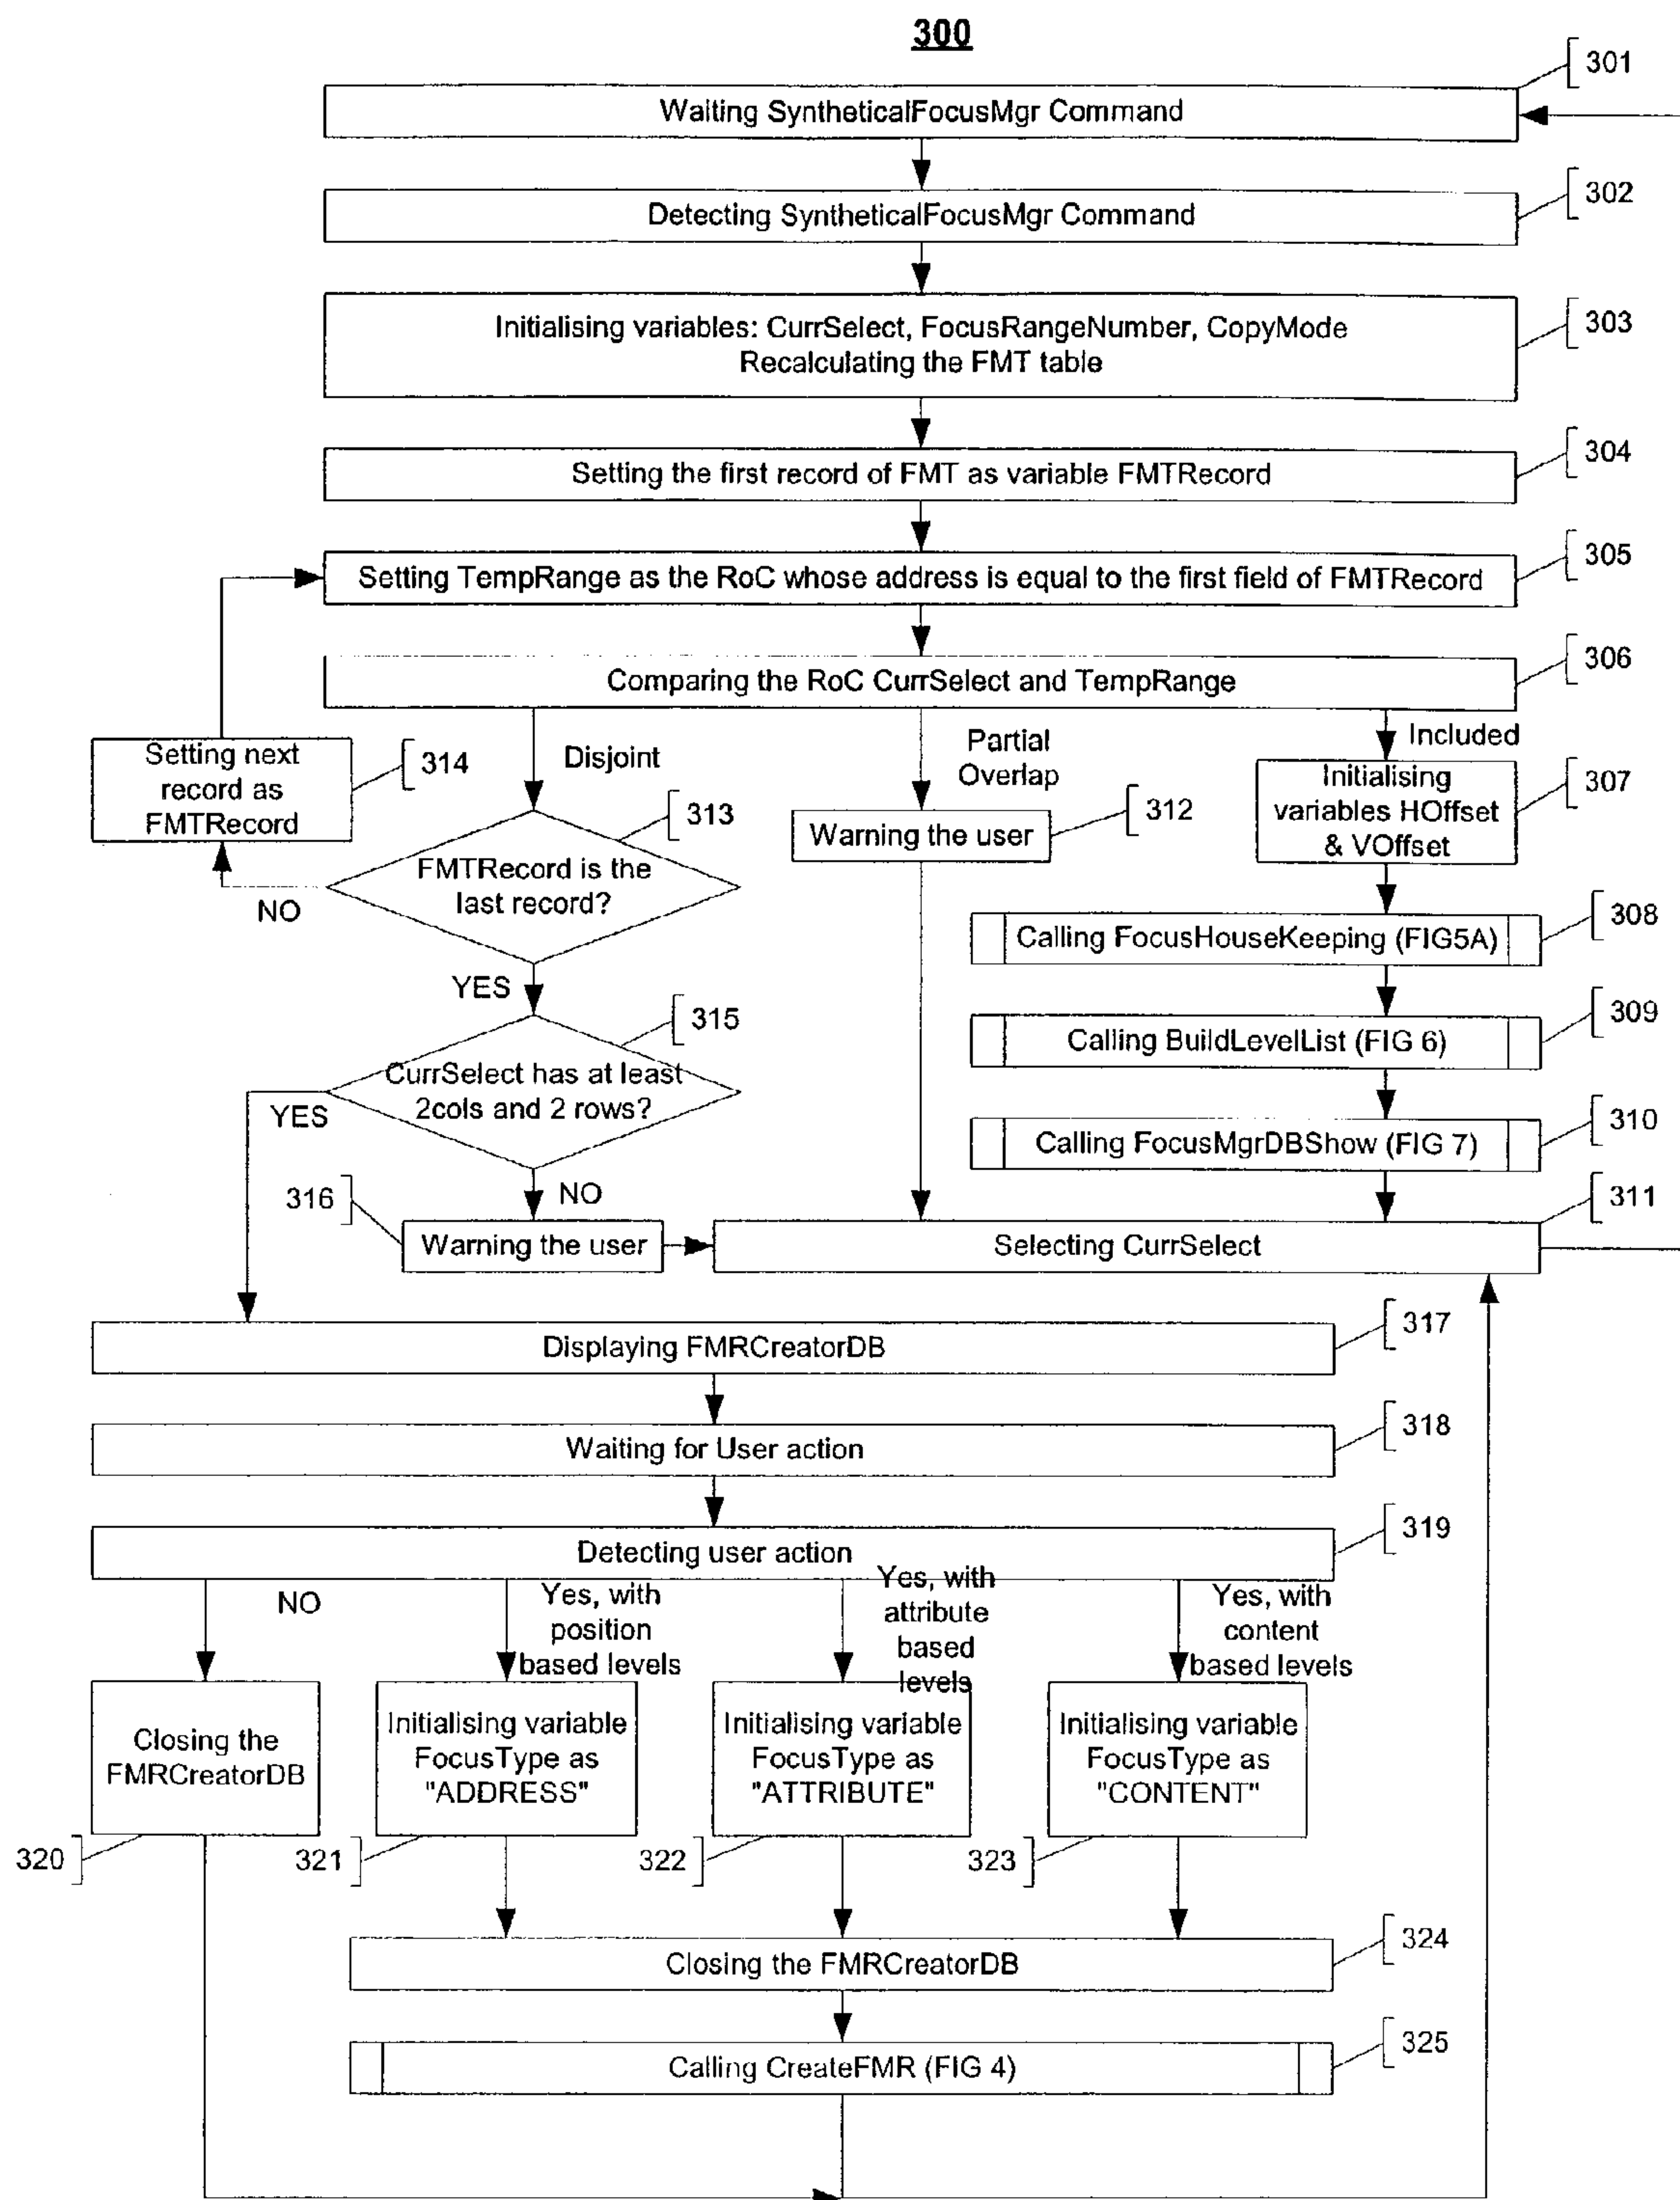 300
301
Waiting SyntheticalFocusMgr Command
302
Detecting SyntheticalFocusMgr Command
303
Initialising variables: CurrSelect, FocusRangeNumber, CopyMode
Recalculating the FMT table
304
Setting the first record of FMT as variable FMTRecord
305
Setting TempRange as the RoC whose address is equal to the first field of FMTRecord
306
Comparing the RoC CurrSelect and TempRange
Disjoint
Partial
Overlap
Included
Setting next
record as
FMTRecord
314
313
FMTRecord is the
last record?
NO
YES
Warning the user
312
Initialising
variables HOffset
& VOffset
307
Calling FocusHouseKeeping (FIG5A)
308
Calling BuildLevelList (FIG 6)
309
Calling FocusMgrDBShow (FIG 7)
310
315
CurrSelect has at least
2cols and 2 rows?
YES
NO
316
Warning the user
Selecting CurrSelect
311
Displaying FMRCreatorDB
317
Waiting for User action
318
Detecting user action
319
NO
Yes, with
position
based levels
Yes, with
attribute
based
levels
Yes, with
content
based levels
Closing the
FMRCreatorDB
Initialising variable
FocusType as
"ADDRESS"
Initialising variable
FocusType as
"ATTRIBUTE"
Initialising variable
FocusType as
"CONTENT"
320
321
322
323
Closing the FMRCreatorDB
324
Calling CreateFMR (FIG 4)
325